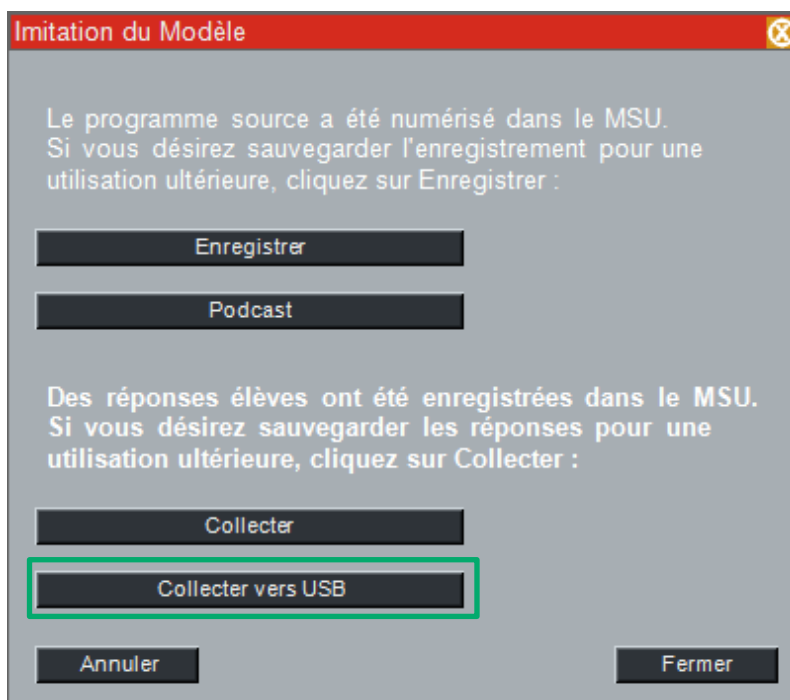 Imitation du Modèle
Le programme source a été numérisé dans le MSU.
Si vous désirez sauvegarder l'enregistrement pour une
utilisation ultérieure, cliquez sur Enregistrer :
Enregistrer
Podcast
Des réponses élèves ont été enregistrées dans le MSU.
Si vous désirez sauvegarder les réponses pour une
utilisation ultérieure, cliquez sur Collecter :
Collecter
Collecter vers USB
Annuler
Fermer